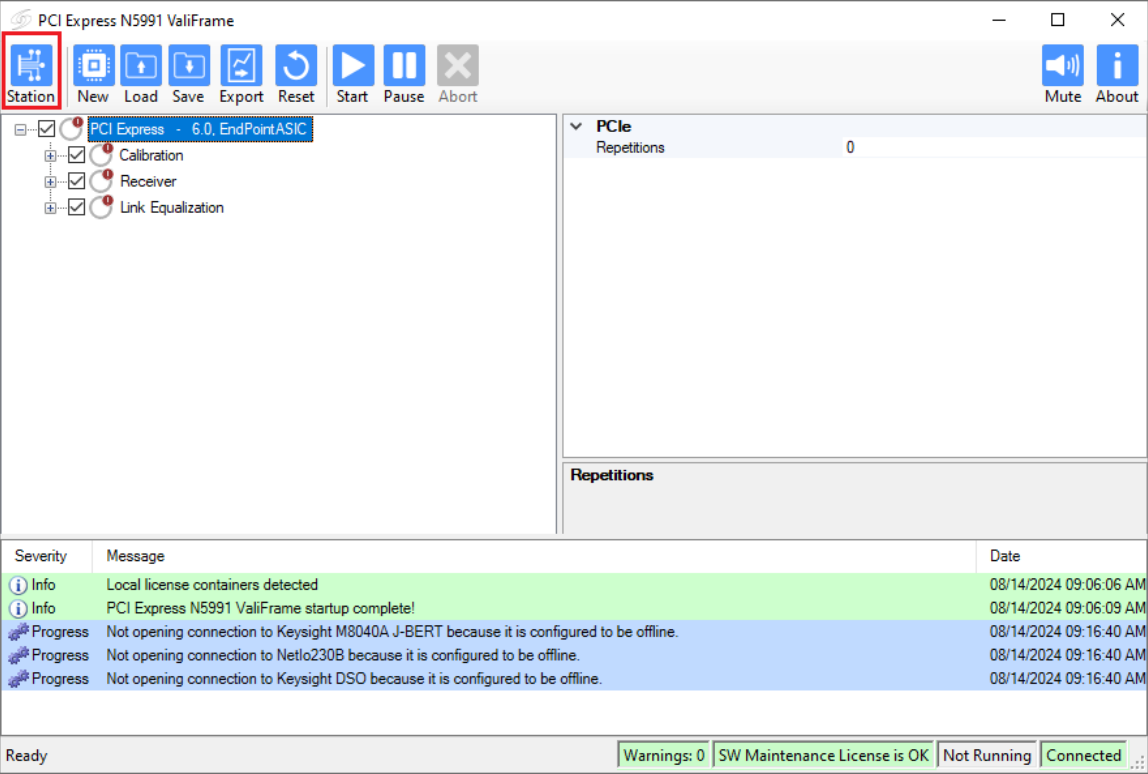 PCI Express N5991 ValiFrame
Station New Load Save Export Reset Start Pause Abort Mute About
PCI Express - 6.0, EndPointASIC
Calibration
Receiver
Link Equalization
PCIe
Repetitions 0
Repetitions
Severity Message Date
Info Local license containers detected 08/14/2024 09:06:06 AM
Info PCI Express N5991 ValiFrame startup complete! 08/14/2024 09:06:09 AM
Progress Not opening connection to Keysight M8040A J-BERT because it is configured to be offline. 08/14/2024 09:16:40 AM
Progress Not opening connection to NetIo230B because it is configured to be offline. 08/14/2024 09:16:40 AM
Progress Not opening connection to Keysight DSO because it is configured to be offline. 08/14/2024 09:16:40 AM
Ready Warnings: 0 SW Maintenance License is OK Not Running Connected